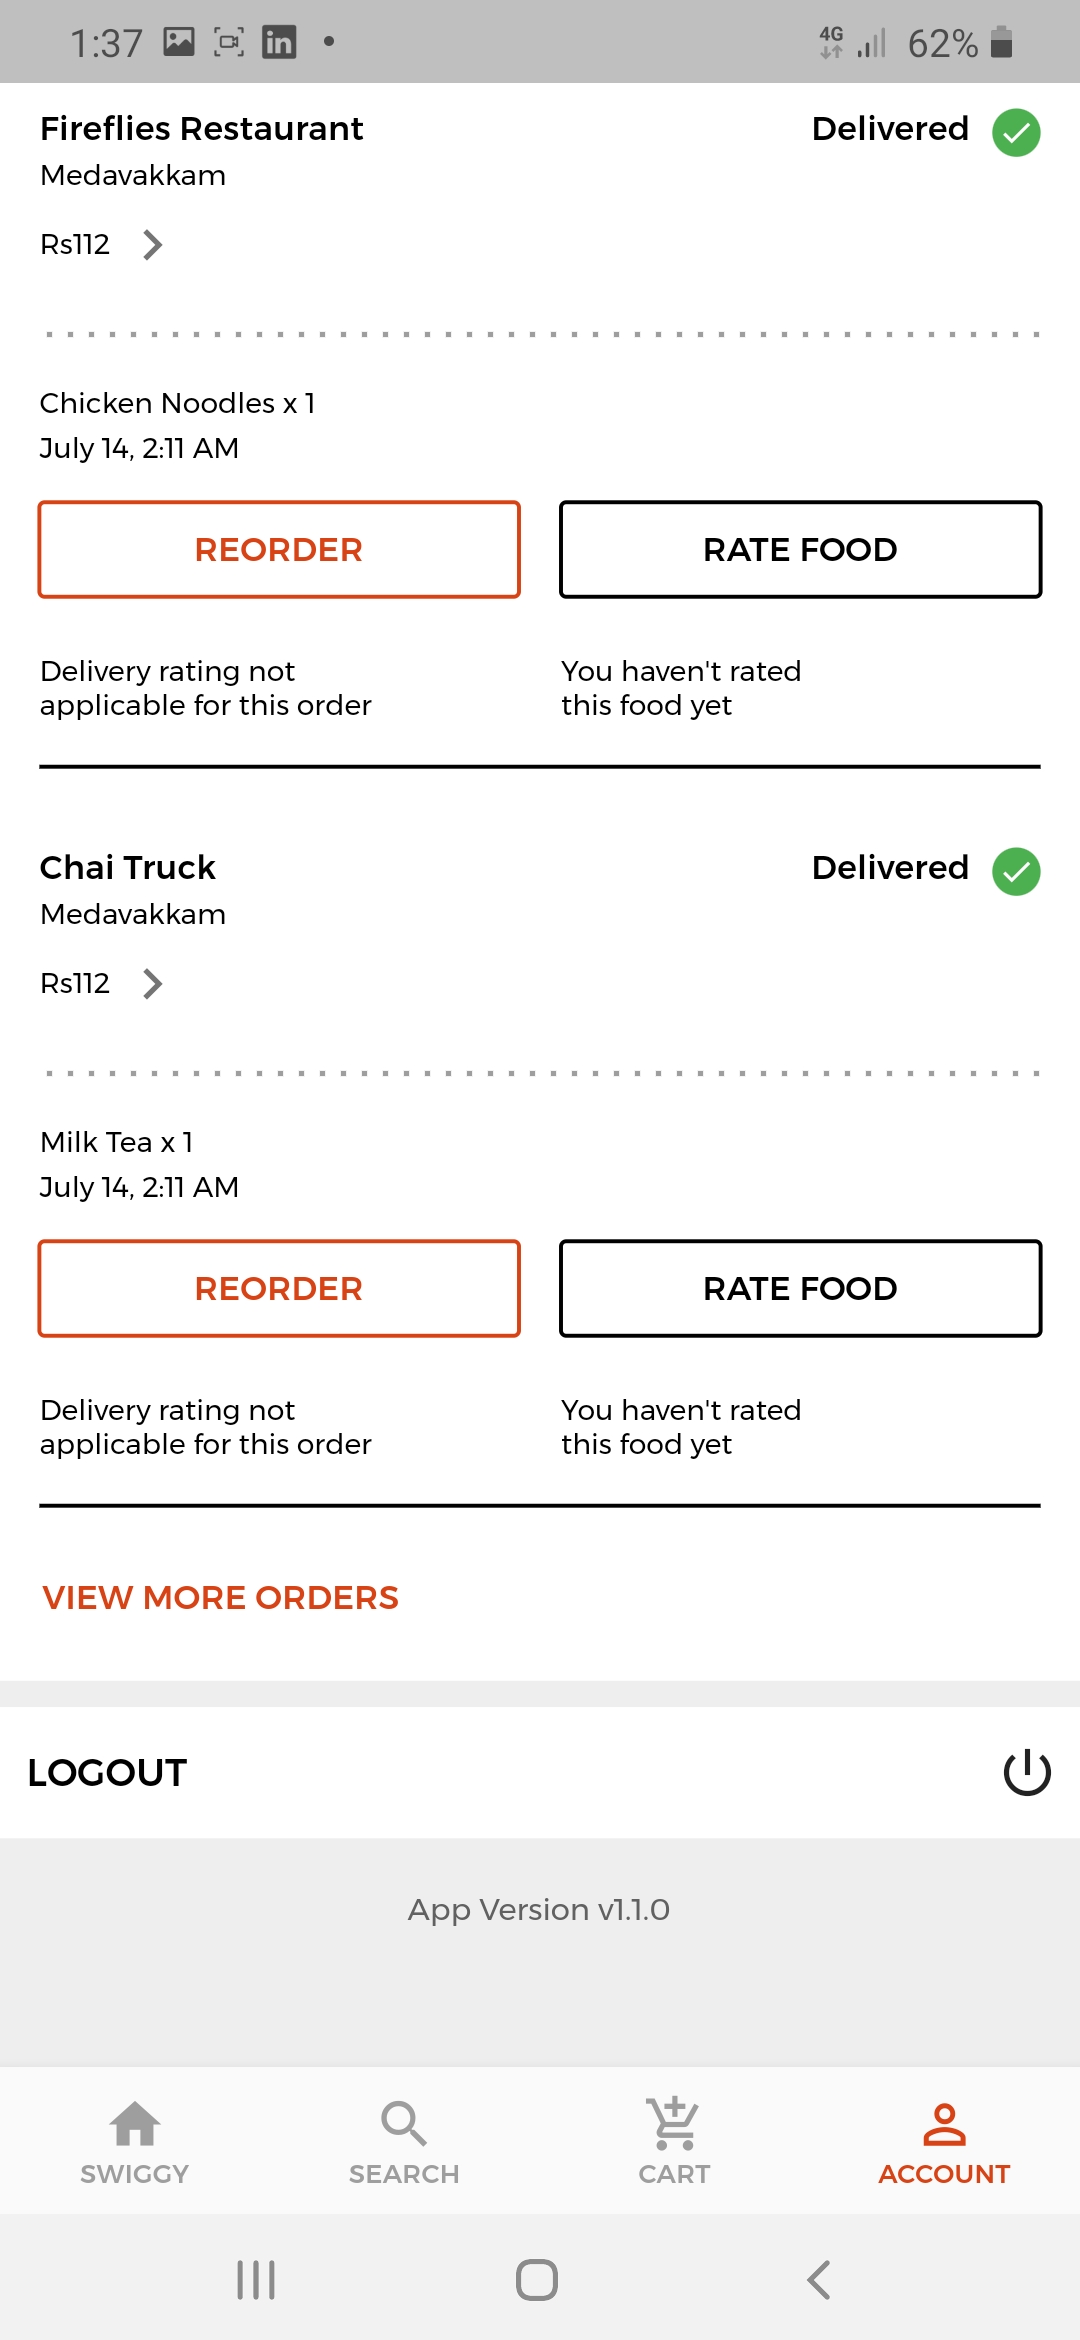 1:37 in 4G 62%
Fireflies Restaurant Delivered
Medavakkam
Rs112
Chicken Noodles x 1
July 14, 2:11 AM
REORDER RATE FOOD
Delivery rating not You haven't rated
applicable for this order this food yet
Chai Truck Delivered
Medavakkam
Rs112
Milk Tea x 1
July 14, 2:11 AM
REORDER RATE FOOD
Delivery rating not You haven't rated
applicable for this order this food yet
VIEW MORE ORDERS
LOGOUT
App Version v1.1.0
SWIGGY SEARCH CART ACCOUNT